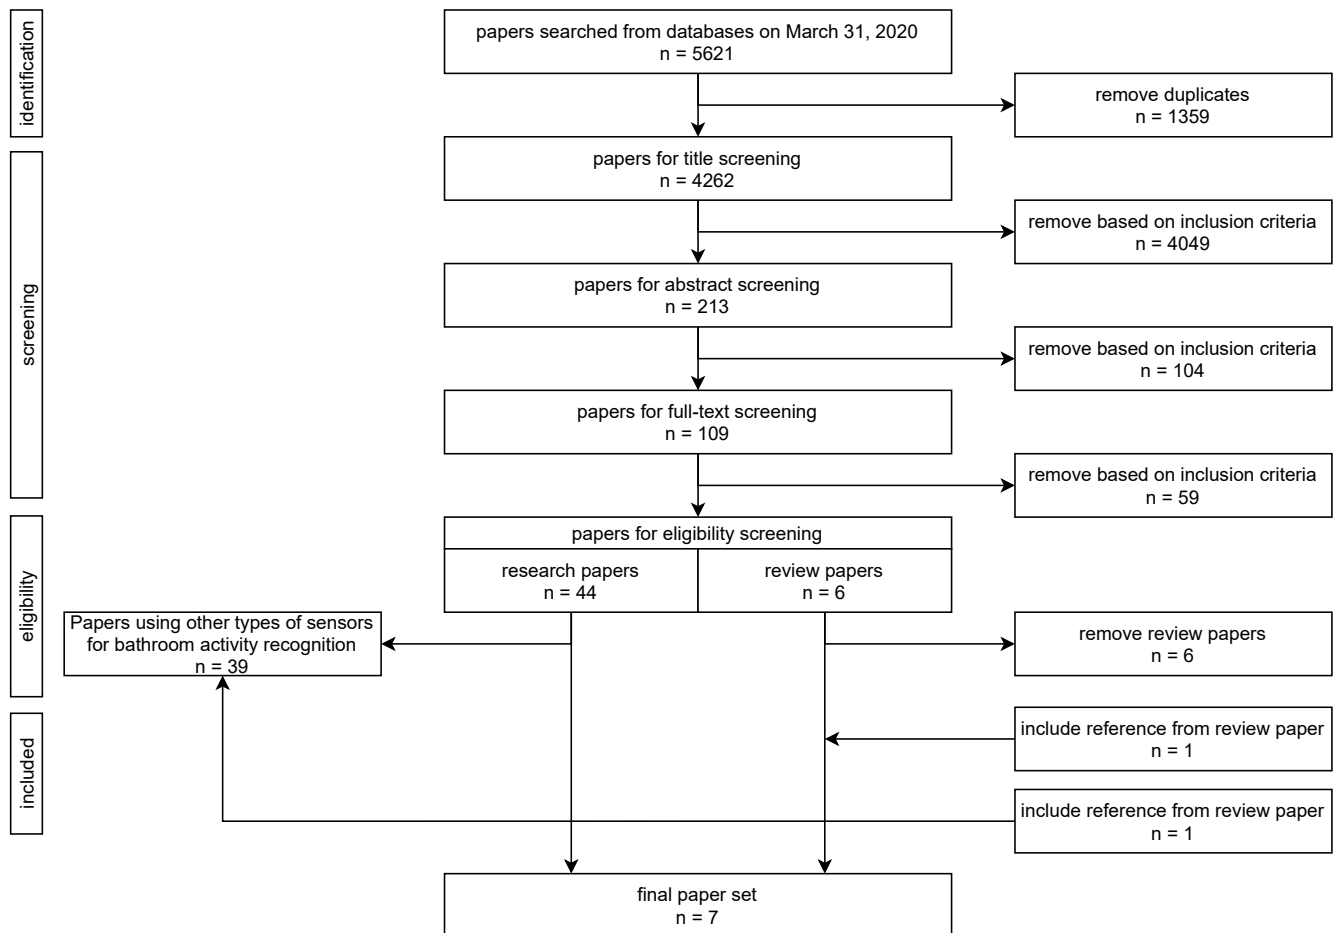 identification
papers searched from databases on March 31, 2020
n = 5621
remove duplicates
n = 1359
papers for title screening
n = 4262
screening
remove based on inclusion criteria
n = 4049
papers for abstract screening
n = 213
remove based on inclusion criteria
n = 104
papers for full-text screening
n = 109
remove based on inclusion criteria
n = 59
eligibility
papers for eligibility screening
research papers
n = 44
review papers
n = 6
Papers using other types of sensors
for bathroom activity recognition
n = 39
remove review papers
n = 6
included
include reference from review paper
n = 1
include reference from review paper
n = 1
final paper set
n = 7